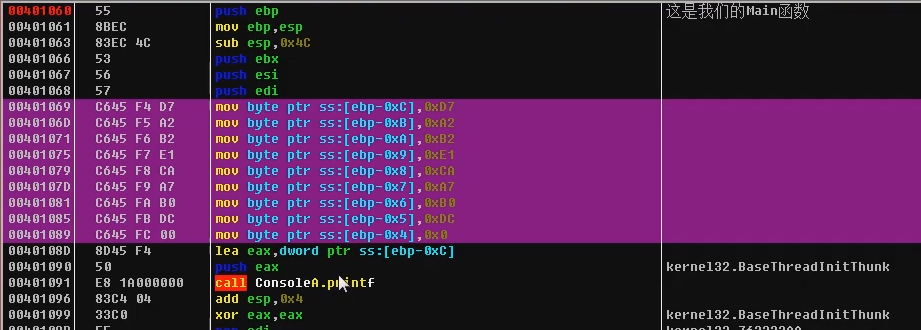 00401060 55 push ebp 这是我们的Main函数
00401061 8BEC mov ebp,esp
00401063 83EC 4C sub esp,0x4C
00401066 53 push ebx
00401067 56 push esi
00401068 57 push edi
00401069 C645 F4 D7 mov byte ptr ss:[ebp-0xC],0xD7
0040106D C645 F5 A2 mov byte ptr ss:[ebp-0xB],0xA2
00401071 C645 F6 B2 mov byte ptr ss:[ebp-0xA],0xB2
00401075 C645 F7 E1 mov byte ptr ss:[ebp-0x9],0xE1
00401079 C645 F8 CA mov byte ptr ss:[ebp-0x8],0xCA
0040107D C645 F9 A7 mov byte ptr ss:[ebp-0x7],0xA7
00401081 C645 FA B0 mov byte ptr ss:[ebp-0x6],0xB0
00401085 C645 FB DC mov byte ptr ss:[ebp-0x5],0xDC
00401089 C645 FC 00 mov byte ptr ss:[ebp-0x4],0x0
0040108D 8D45 F4 lea eax,dword ptr ss:[ebp-0xC]
00401090 50 push eax kernel32.BaseThreadInitThunk
00401091 E8 1A000000 call ConsoleA.printf
00401096 83C4 04 add esp,0x4
00401099 33C0 xor eax,eax kernel32.BaseThreadInitThunk